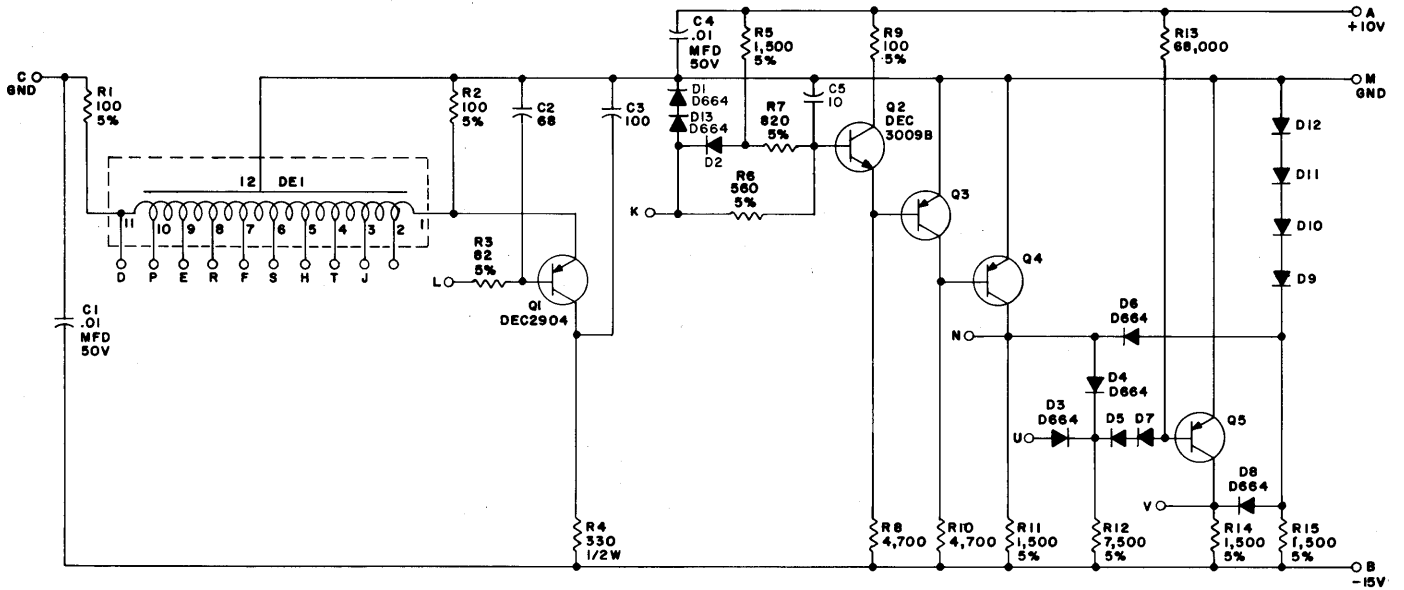 A
+10V
C4
.01
MFD
50V
R5
1,500
5%
R9
100
5%
R13
68,000
C
GND
M
GND
R1
100
5%
R2
100
5%
C2
68
C3
100
D1
D664
D13
D664
D2
R7
820
5%
C5
10
Q2
DEC
3009B
D12
D11
D10
D9
12 DE1
11
10
9
8
7
6
5
4
3
2
1
D
P
E
R
F
S
H
T
J
R6
560
5%
K
Q3
R3
82
5%
L
Q1
DEC2904
Q4
C1
.01
MFD
50V
N
D6
D664
D4
D664
D3
D664
D5
D7
U
Q5
D8
D664
V
R4
330
1/2W
R8
4,700
R10
4,700
R11
1,500
5%
R12
7,500
5%
R14
1,500
5%
R15
1,500
5%
B
-15V